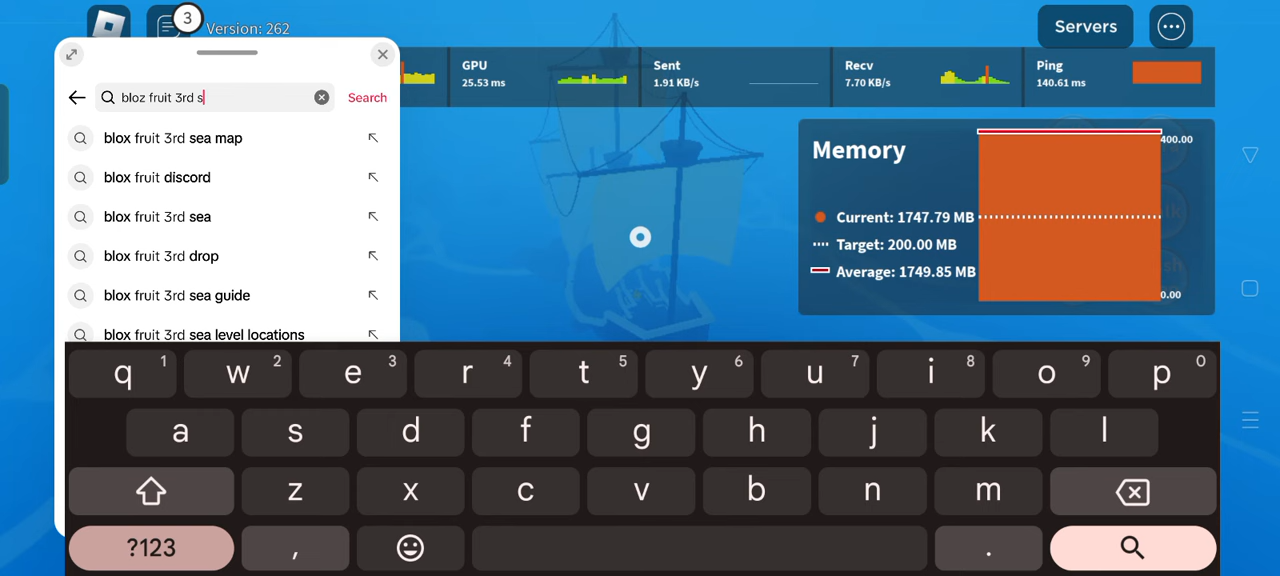 3
Version: 262
Servers
GPU
25.53 ms
Sent
1.91 KB/s
Recv
7.70 KB/s
Ping
140.61 ms
bloz fruit 3rd s
Search
blox fruit 3rd sea map
blox fruit discord
blox fruit 3rd sea
blox fruit 3rd drop
blox fruit 3rd sea guide
blox fruit 3rd sea level locations
Memory
400.00
Current: 1747.79 MB
Target: 200.00 MB
Average: 1749.85 MB
0.00
q 1 w 2 e 3 r 4 t 5 y 6 u 7 i 8 o 9 p 0
a s d f g h j k l
z x c v b n m
?123 , .